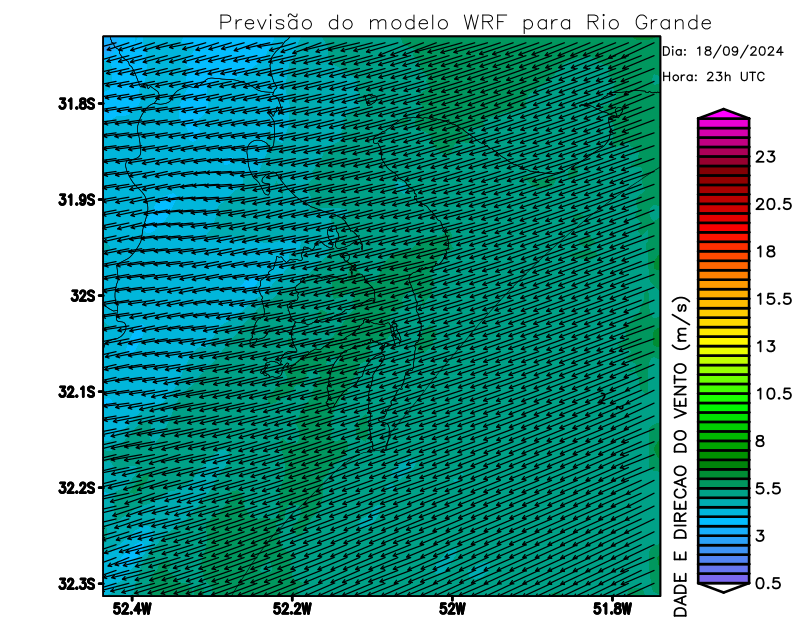 Previsão do modelo WRF para Rio Grande
Dia: 18/09/2024
Hora: 23h UTC
31.8S
31.9S
32S
32.1S
32.2S
32.3S
52.4W
52.2W
52W
51.8W
23
20.5
18
15.5
13
10.5
8
5.5
3
0.5
DADE E DIRECAO DO VENTO (m/s)